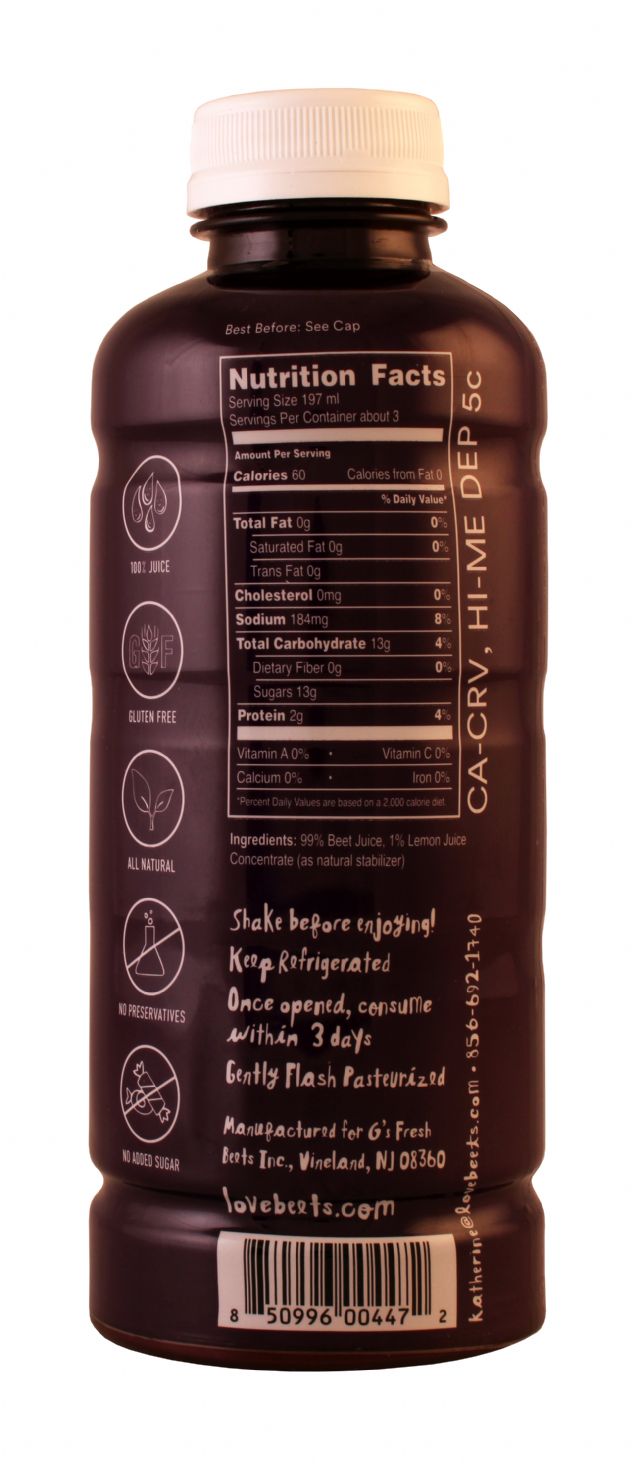 Best Before: See Cap
Nutrition Facts
Serving Size 197 ml
Servings Per Container about 3
Amount Per Serving
Calories 60 Calories from Fat 0
% Daily Value*
Total Fat 0g 0%
Saturated Fat 0g 0%
Trans Fat 0g
Cholesterol 0mg 0%
Sodium 184mg 8%
Total Carbohydrate 13g 4%
Dietary Fiber 0g 0%
Sugars 13g
Protein 2g 4%
Vitamin A 0% • Vitamin C 0%
Calcium 0% • Iron 0%
*Percent Daily Values are based on a 2,000 calorie diet.
CA-CRV, HI-ME DEP 5c
100% JUICE
GF
GLUTEN FREE
ALL NATURAL
NO PRESERVATIVES
NO ADDED SUGAR
Ingredients: 99% Beet Juice, 1% Lemon Juice
Concentrate (as natural stabilizer)
Shake before enjoying!
Keep Refrigerated
Once opened, consume
within 3 days
Gently Flash Pasteurized
Manufactured for G's Fresh
Beets Inc., Vineland, NJ 08360
lovebeets.com
katherine@lovebeets.com • 856-692-1740
8 50996 00447 2